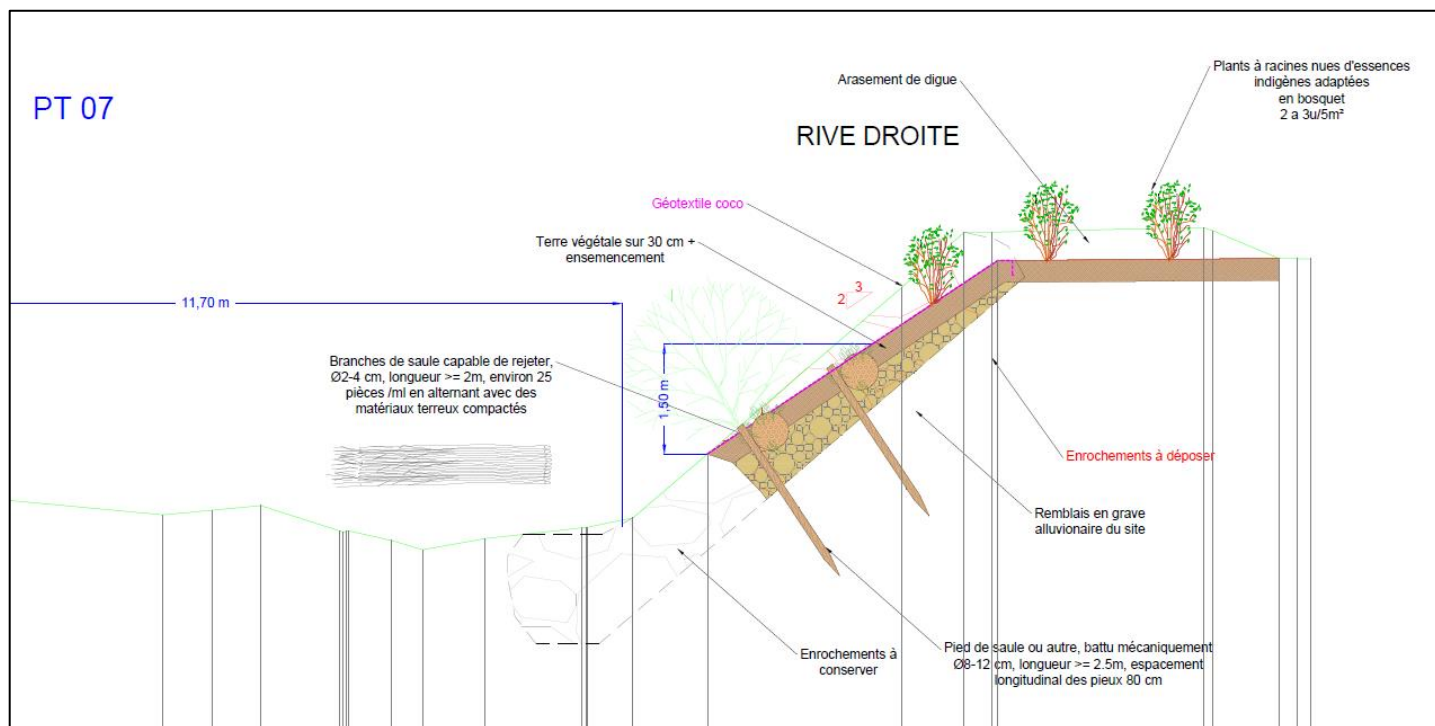 PT 07
Arasement de digue
Plants à racines nues d'essences
indigènes adaptées
en bosquet
2 a 3u/5m²
RIVE DROITE
Géotextile coco
Terre végétale sur 30 cm +
ensemencement
3
2
11,70 m
Branches de saule capable de rejeter,
Ø2-4 cm, longueur >= 2m, environ 25
pièces /ml en alternant avec des
matériaux terreux compactés
1,50 m
Enrochements à déposer
Remblais en grave
alluvionaire du site
Enrochements à
conserver
Pied de saule ou autre, battu mécaniquement
Ø8-12 cm, longueur >= 2.5m, espacement
longitudinal des pieux 80 cm